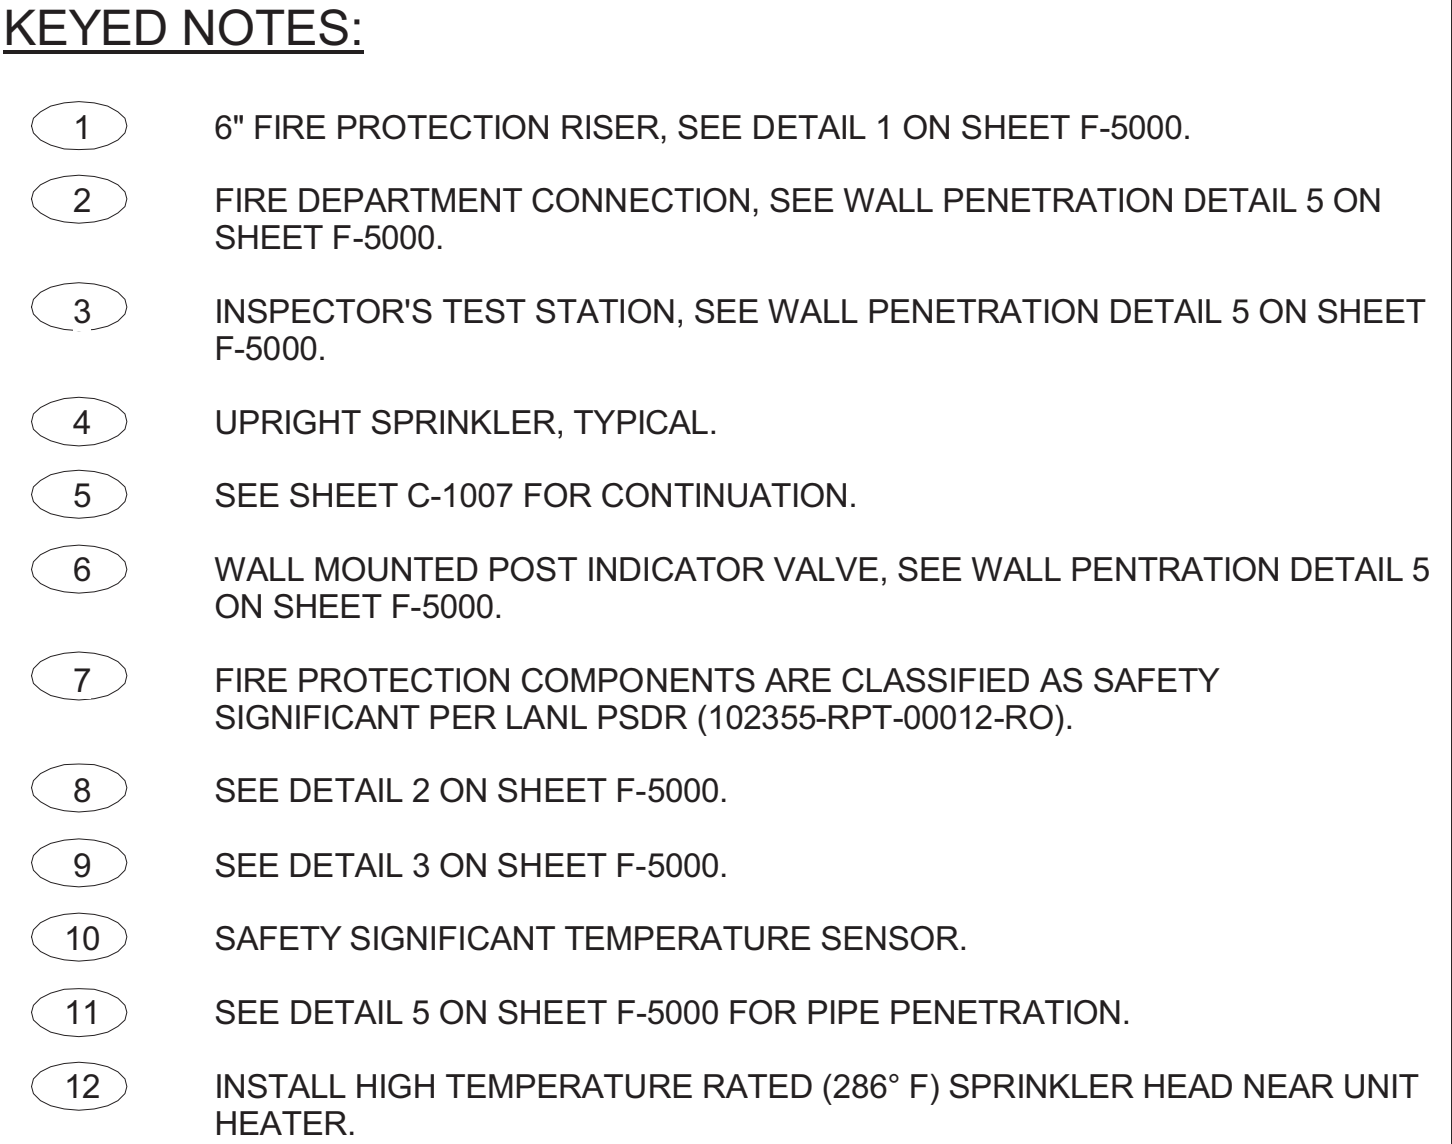 KEYED NOTES:
1 6" FIRE PROTECTION RISER, SEE DETAIL 1 ON SHEET F-5000.
2 FIRE DEPARTMENT CONNECTION, SEE WALL PENETRATION DETAIL 5 ON
SHEET F-5000.
3 INSPECTOR'S TEST STATION, SEE WALL PENETRATION DETAIL 5 ON SHEET
F-5000.
4 UPRIGHT SPRINKLER, TYPICAL.
5 SEE SHEET C-1007 FOR CONTINUATION.
6 WALL MOUNTED POST INDICATOR VALVE, SEE WALL PENTRATION DETAIL 5
ON SHEET F-5000.
7 FIRE PROTECTION COMPONENTS ARE CLASSIFIED AS SAFETY
SIGNIFICANT PER LANL PSDR (102355-RPT-00012-RO).
8 SEE DETAIL 2 ON SHEET F-5000.
9 SEE DETAIL 3 ON SHEET F-5000.
10 SAFETY SIGNIFICANT TEMPERATURE SENSOR.
11 SEE DETAIL 5 ON SHEET F-5000 FOR PIPE PENETRATION.
12 INSTALL HIGH TEMPERATURE RATED (286° F) SPRINKLER HEAD NEAR UNIT
HEATER.